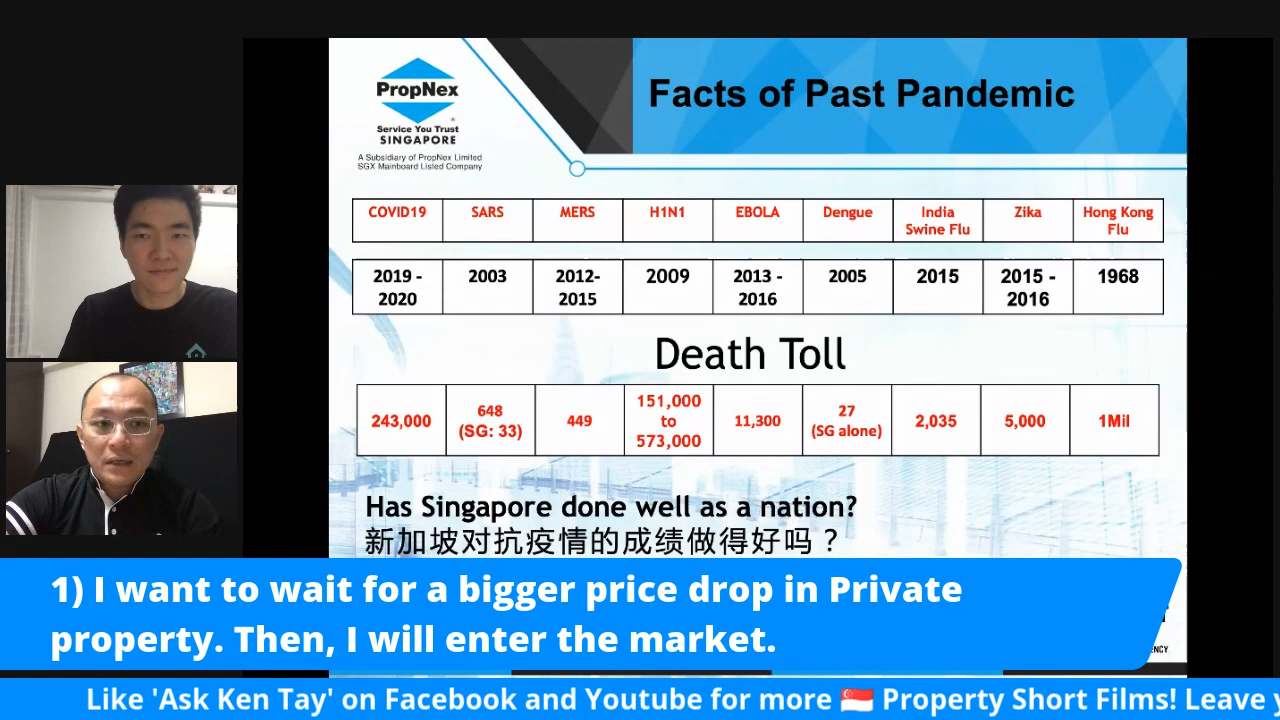 PropNex
Service You Trust
SINGAPORE
A Subsidiary of PropNex Limited
SGX Mainboard Listed Company
Facts of Past Pandemic
COVID19 SARS MERS H1N1 EBOLA Dengue India Swine Flu Zika Hong Kong Flu
2019 - 2020 2003 2012- 2015 2009 2013 - 2016 2005 2015 2015 - 2016 1968
Death Toll
243,000 648 (SG: 33) 449 151,000 to 573,000 11,300 27 (SG alone) 2,035 5,000 1Mil
Has Singapore done well as a nation?
新加坡对抗疫情的成绩做得好吗？
1) I want to wait for a bigger price drop in Private
property. Then, I will enter the market.
Like 'Ask Ken Tay' on Facebook and Youtube for more 🇸🇬 Property Short Films! Leave